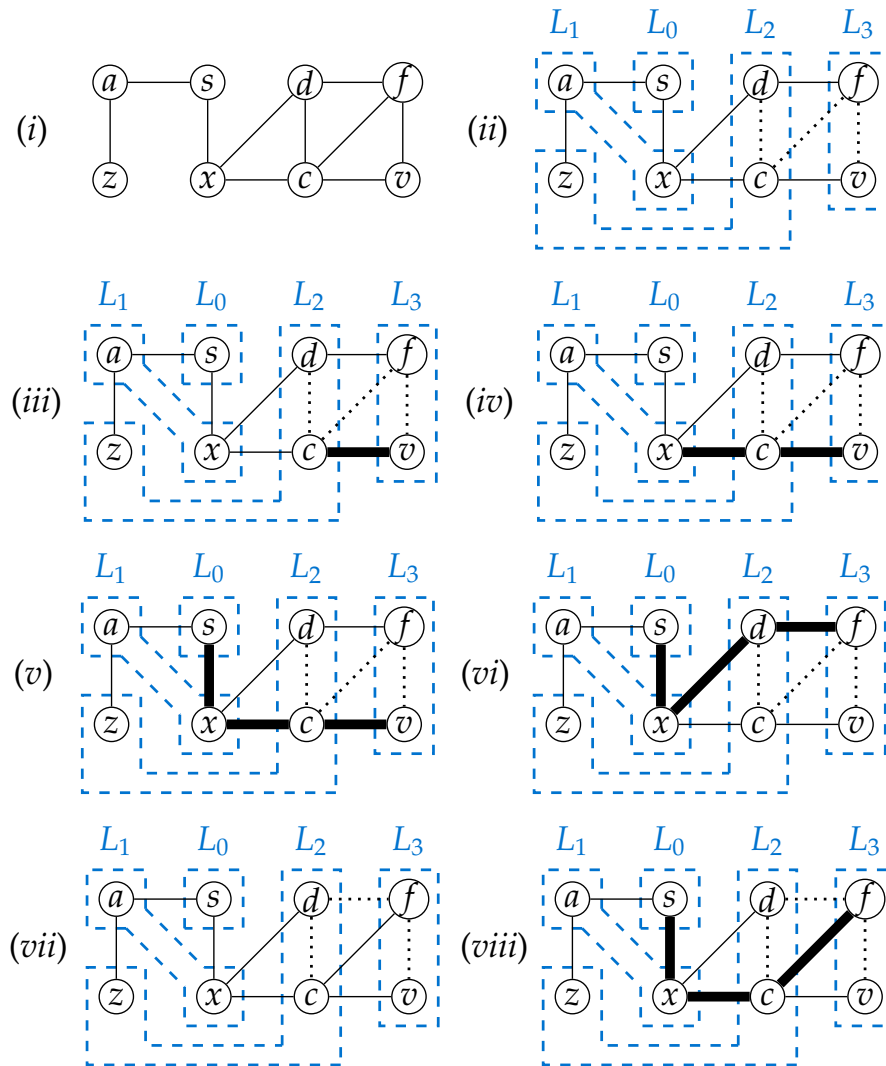 L₁ L₀ L₂ L₃
(i) a s d f z x c v
(ii) a s d f z x c v
L₁ L₀ L₂ L₃ L₁ L₀ L₂ L₃
(iii) a s d f z x c v
(iv) a s d f z x c v
L₁ L₀ L₂ L₃ L₁ L₀ L₂ L₃
(v) a s d f z x c v
(vi) a s d f z x c v
L₁ L₀ L₂ L₃ L₁ L₀ L₂ L₃
(vii) a s d f z x c v
(viii) a s d f z x c v